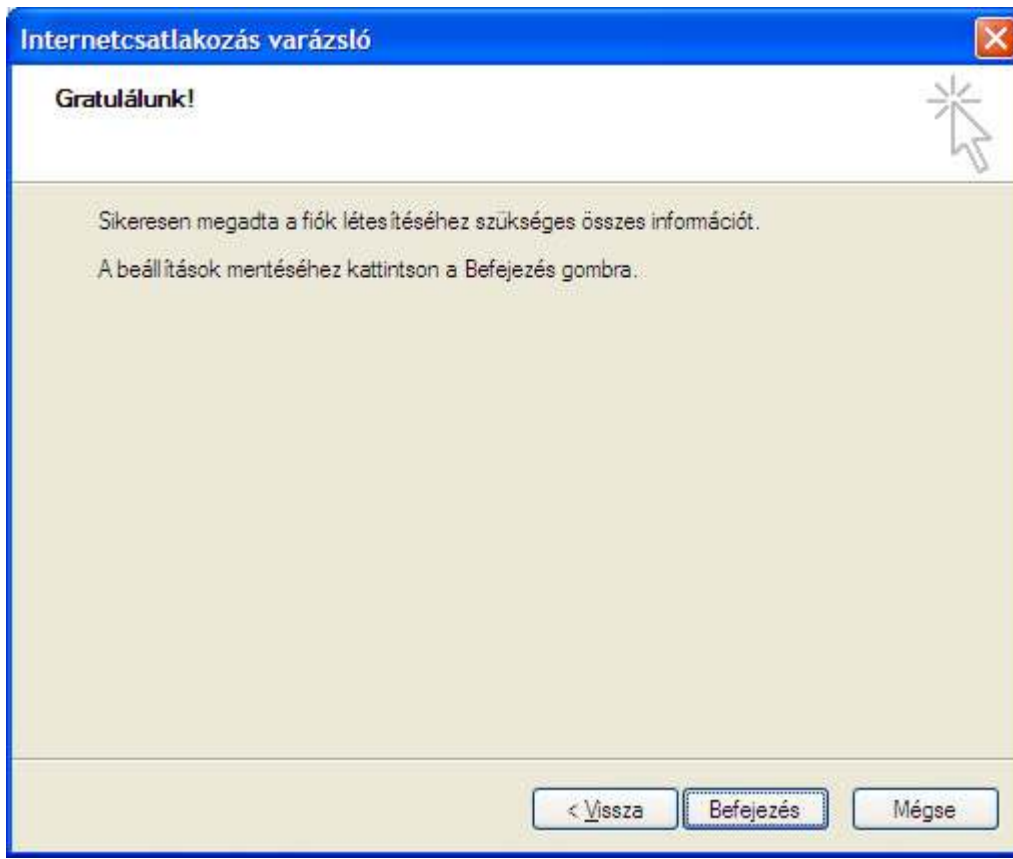 Internetcsatlakozás varázsló
Gratulálunk!
Sikeresen megadta a fiók létesítéséhez szükséges összes információt.
A beállítások mentéséhez kattintson a Befejezés gombra.
< Vissza Befejezés Mégse